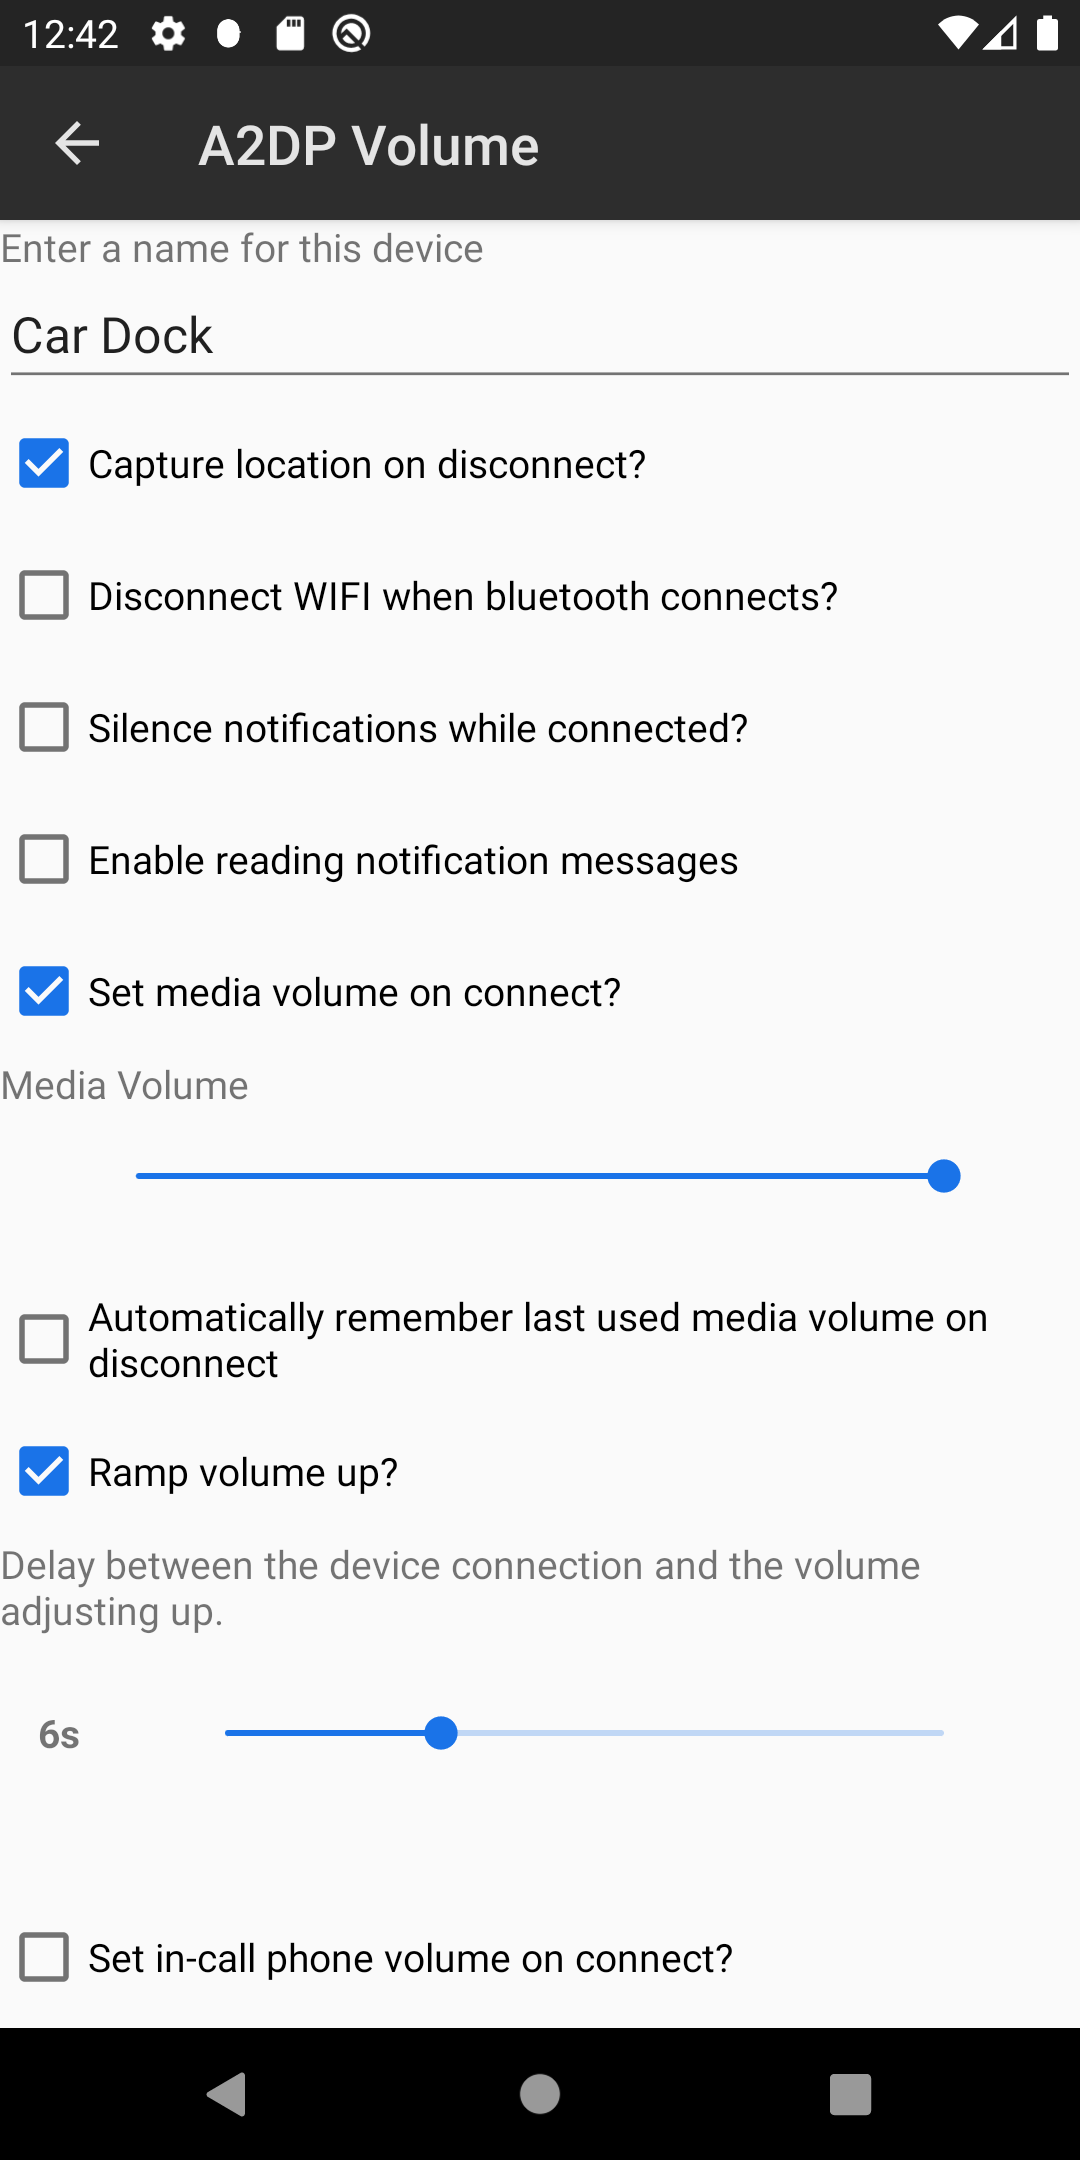 12:42
A2DP Volume
Enter a name for this device
Car Dock
Capture location on disconnect?
Disconnect WIFI when bluetooth connects?
Silence notifications while connected?
Enable reading notification messages
Set media volume on connect?
Media Volume
Automatically remember last used media volume on
disconnect
Ramp volume up?
Delay between the device connection and the volume
adjusting up.
6s
Set in-call phone volume on connect?